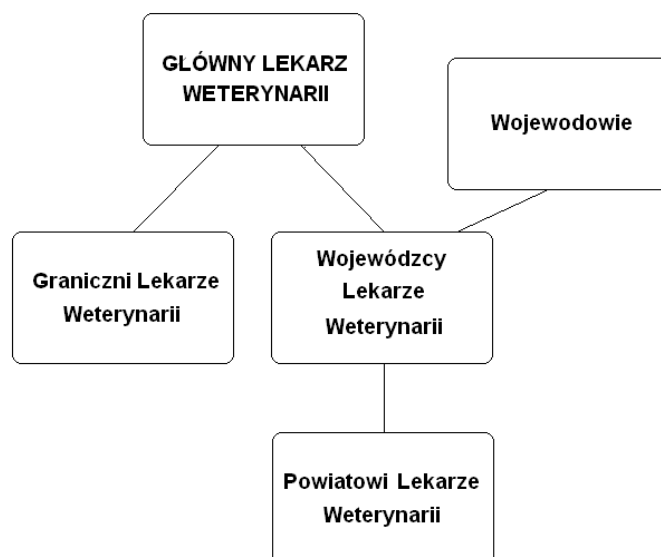 GŁÓWNY LEKARZ
WETERYNARII
Wojewodowie
Graniczni Lekarze
Weterynarii
Wojewódzcy
Lekarze
Weterynarii
Powiatowi Lekarze
Weterynarii